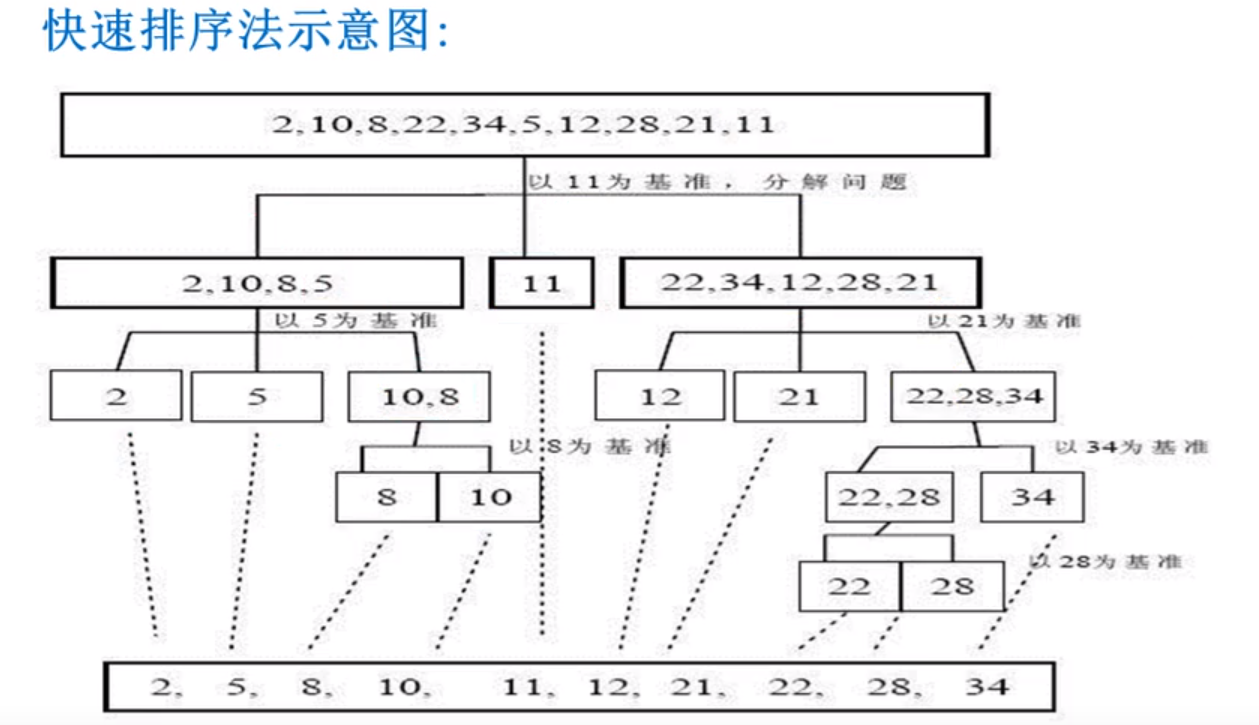 快速排序法示意图:
2,10,8,22,34,5,12,28,21,11
以 11为 基 准， 分 解 问 题
2,10,8,5
11
22,34,12,28,21
以 5为 基 准
以 21为 基 准
2
5
10,8
12
21
22,28,34
以 8为 基 准
以 34为 基 准
8
10
22,28
34
以 28为 基 准
22
28
2, 5, 8, 10, 11, 12, 21, 22, 28, 34